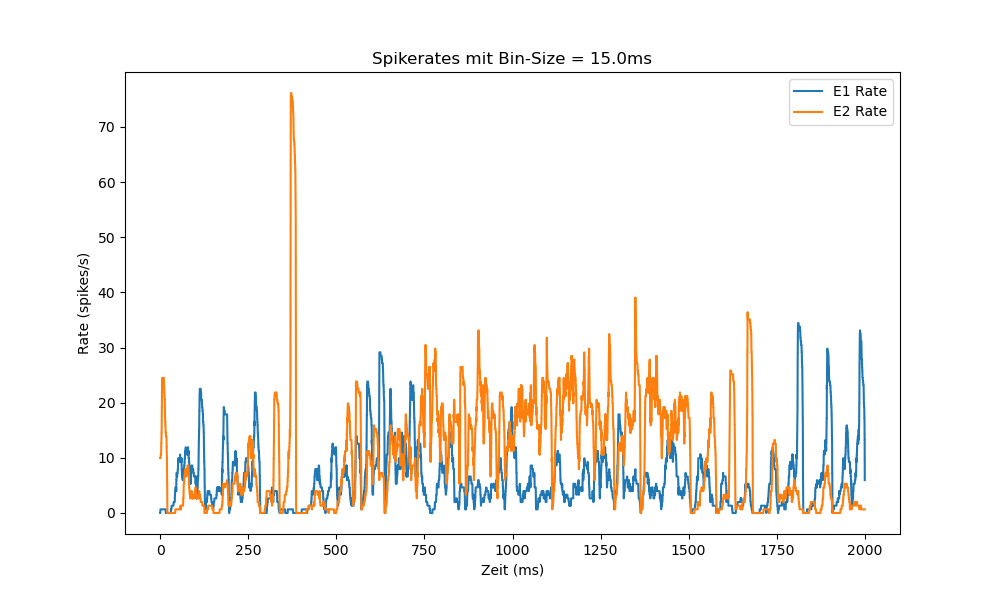 Spikerates mit Bin-Size = 15.0ms
E1 Rate
E2 Rate
Rate (spikes/s)
70
60
50
40
30
20
10
0
0 250 500 750 1000 1250 1500 1750 2000
Zeit (ms)